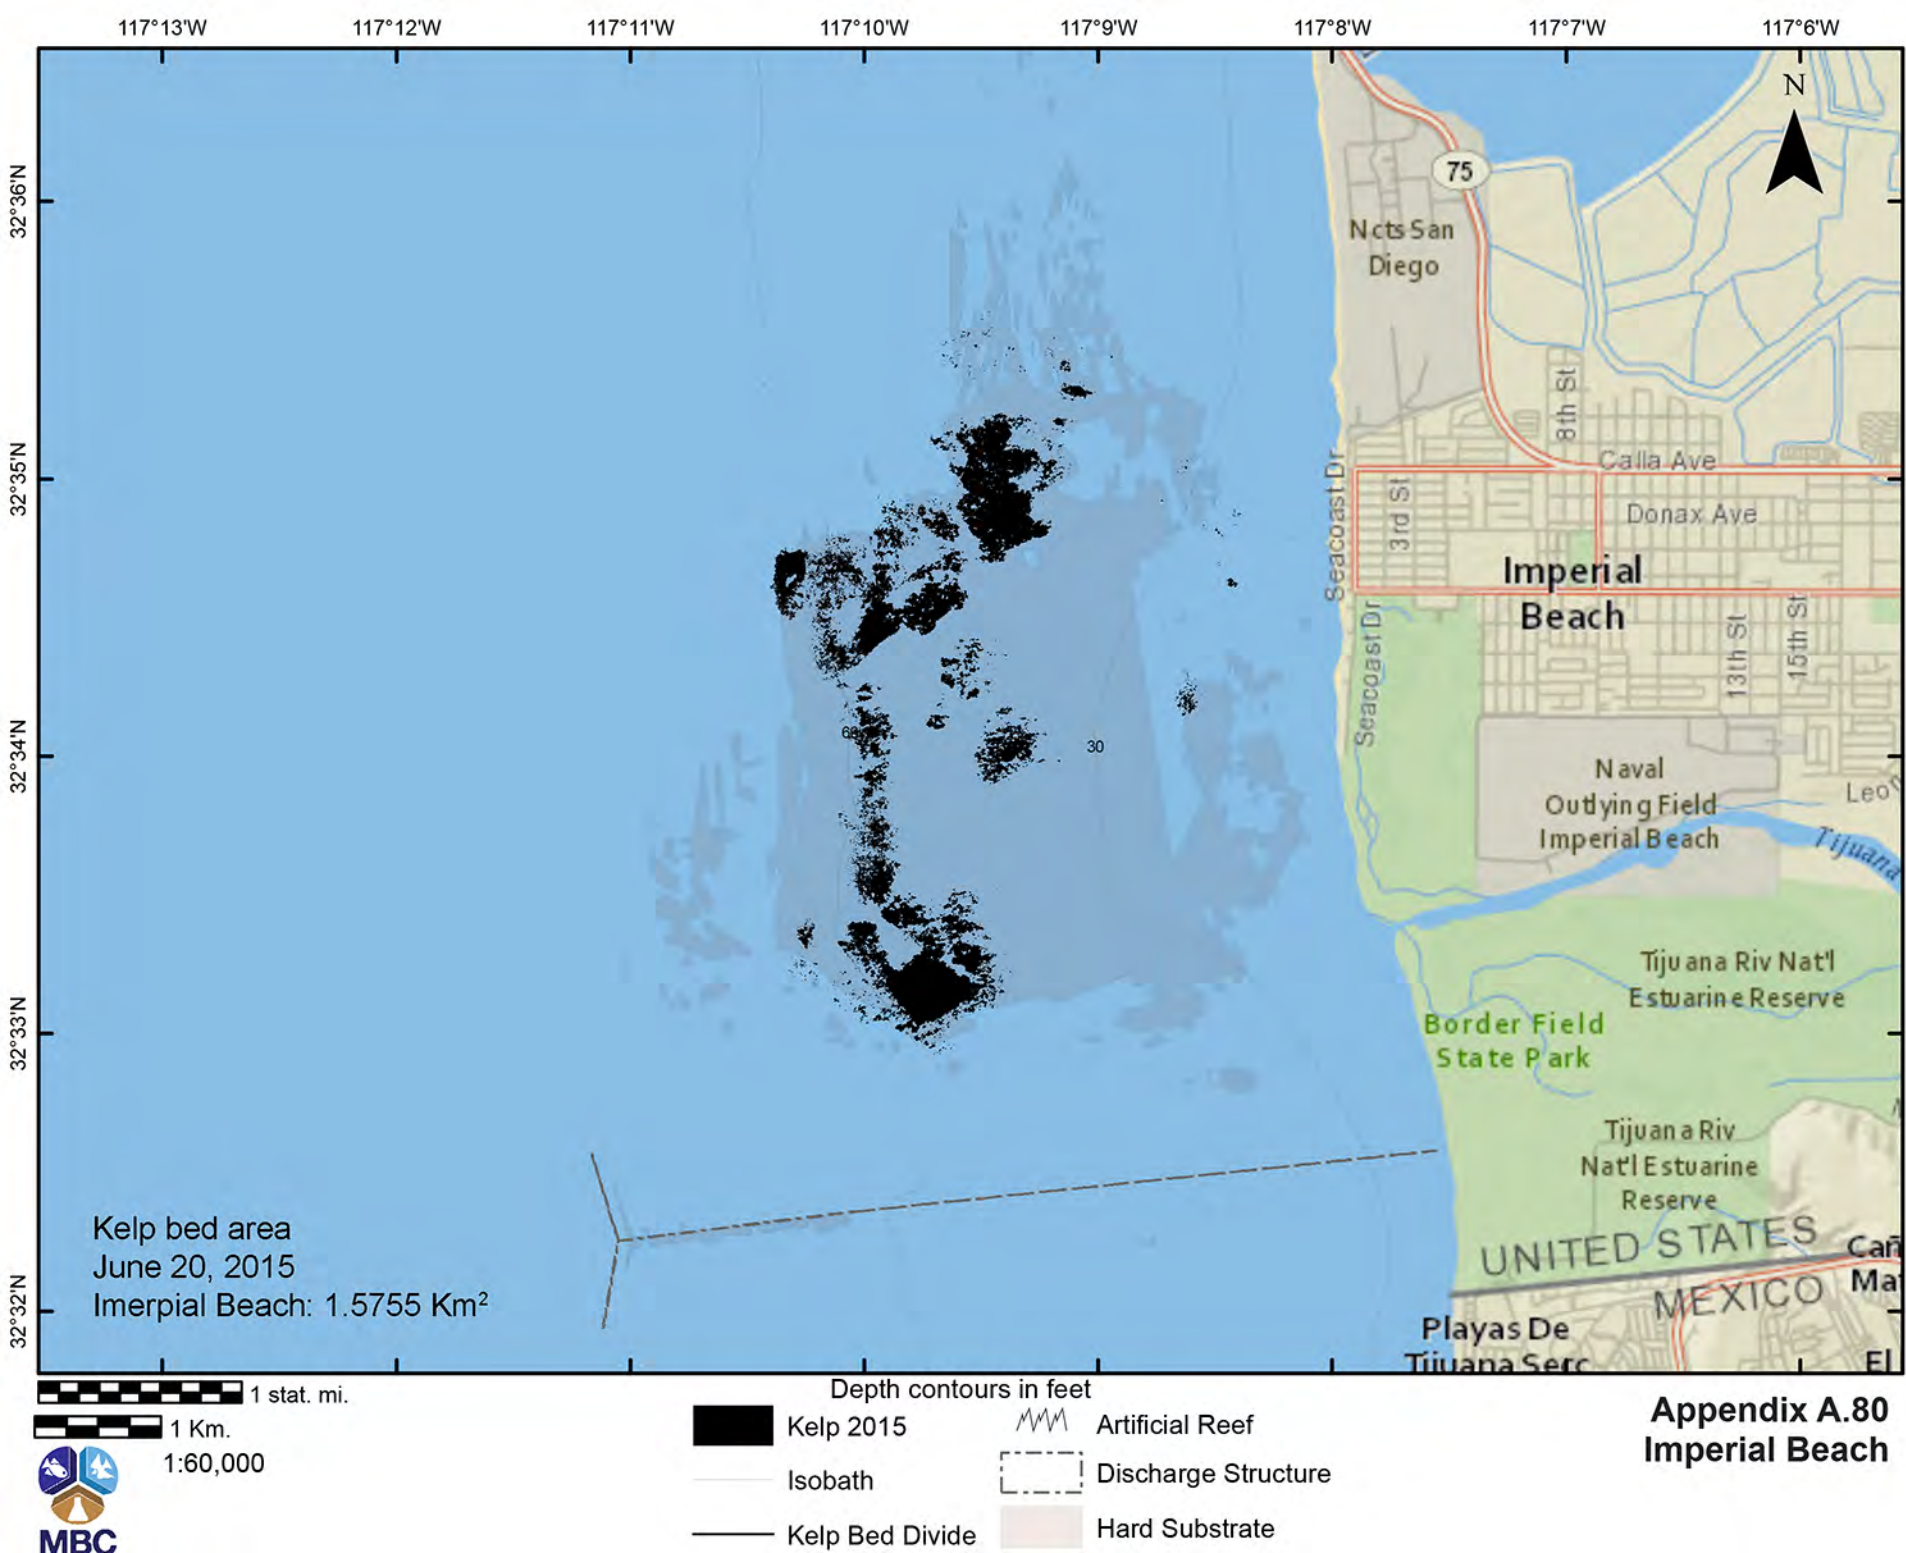 117°13'W 117°12'W 117°11'W 117°10'W 117°9'W 117°8'W 117°7'W 117°6'W
N
75
32°36'N
Ncts San
Diego
8th St
32°35'N
Calla Ave
Seacoast Dr
3rd St
Donax Ave
Imperial
Beach
Seacoast Dr
13th St
15th St
32°34'N
30
Naval
Outlying Field
Imperial Beach
Leon
Tijuana
Tijuana Riv Nat'l
Estuarine Reserve
32°33'N
Border Field
State Park
Tijuana Riv
Nat'l Estuarine
Reserve
Kelp bed area
June 20, 2015
Imerpial Beach: 1.5755 Km²
UNITED STATES
MEXICO
Cañ
Mat
32°32'N
Playas De
Tijuana Serc
El
1 stat. mi.
1 Km.
1:60,000
MBC
Depth contours in feet
Kelp 2015
Isobath
Kelp Bed Divide
Artificial Reef
Discharge Structure
Hard Substrate
Appendix A.80
Imperial Beach